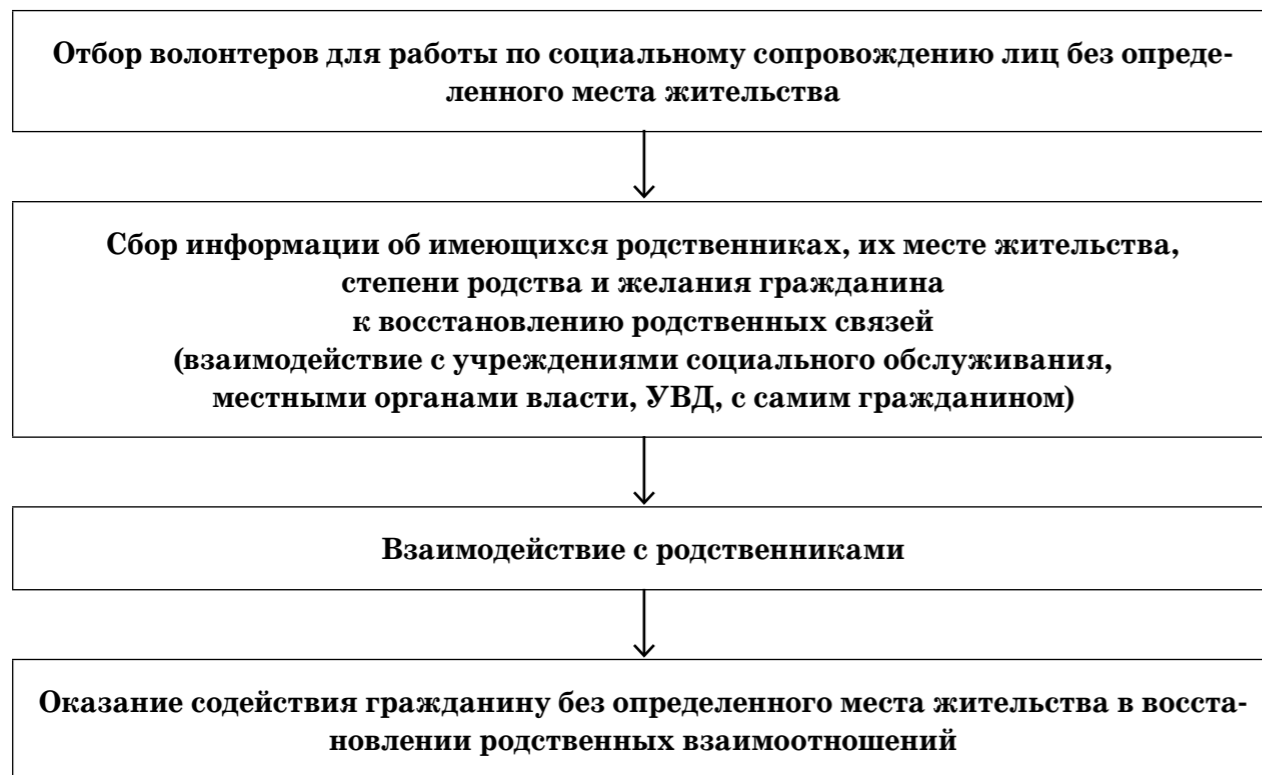 Отбор волонтеров для работы по социальному сопровождению лиц без опреде-
ленного места жительства
Сбор информации об имеющихся родственниках, их месте жительства,
степени родства и желания гражданина
к восстановлению родственных связей
(взаимодействие с учреждениями социального обслуживания,
местными органами власти, УВД, с самим гражданином)
Взаимодействие с родственниками
Оказание содействия гражданину без определенного места жительства в восста-
новлении родственных взаимоотношений